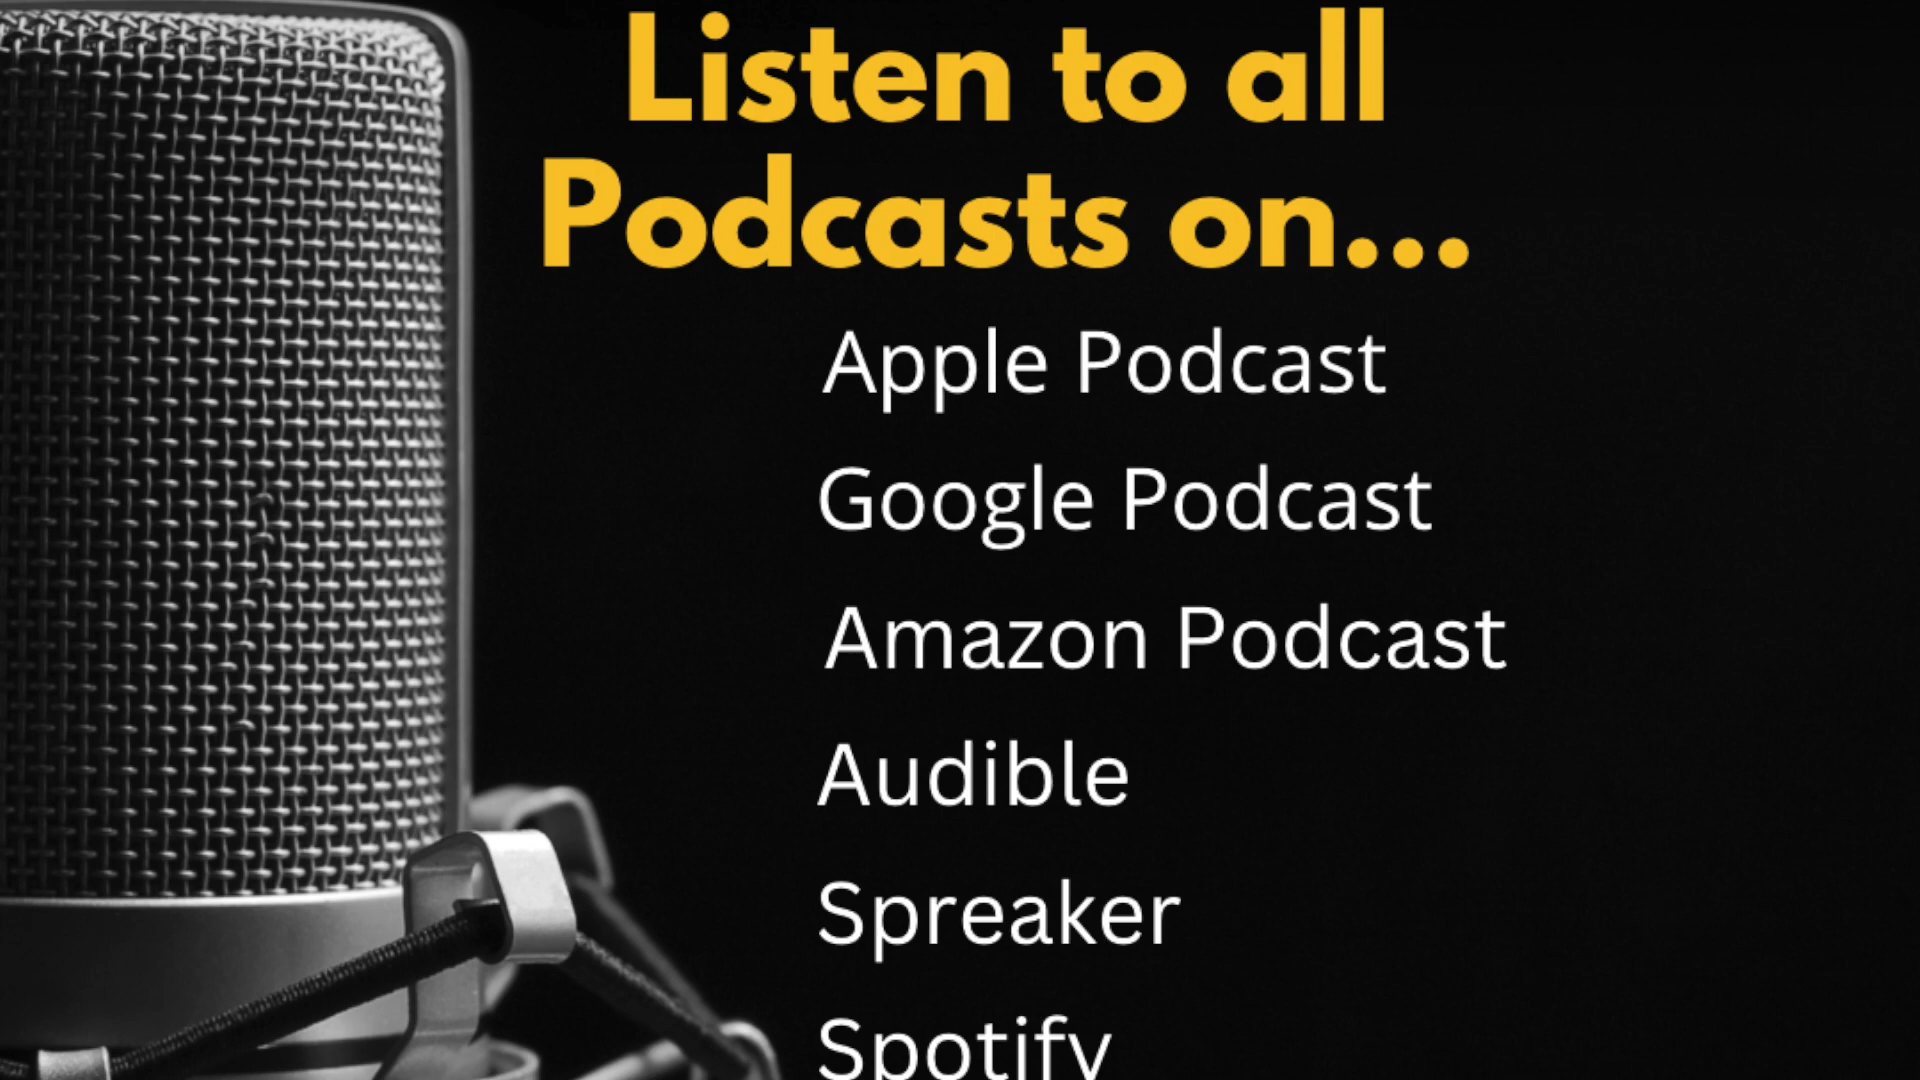 Listen to all
Podcasts on...
Apple Podcast
Google Podcast
Amazon Podcast
Audible
Spreaker
Spotify